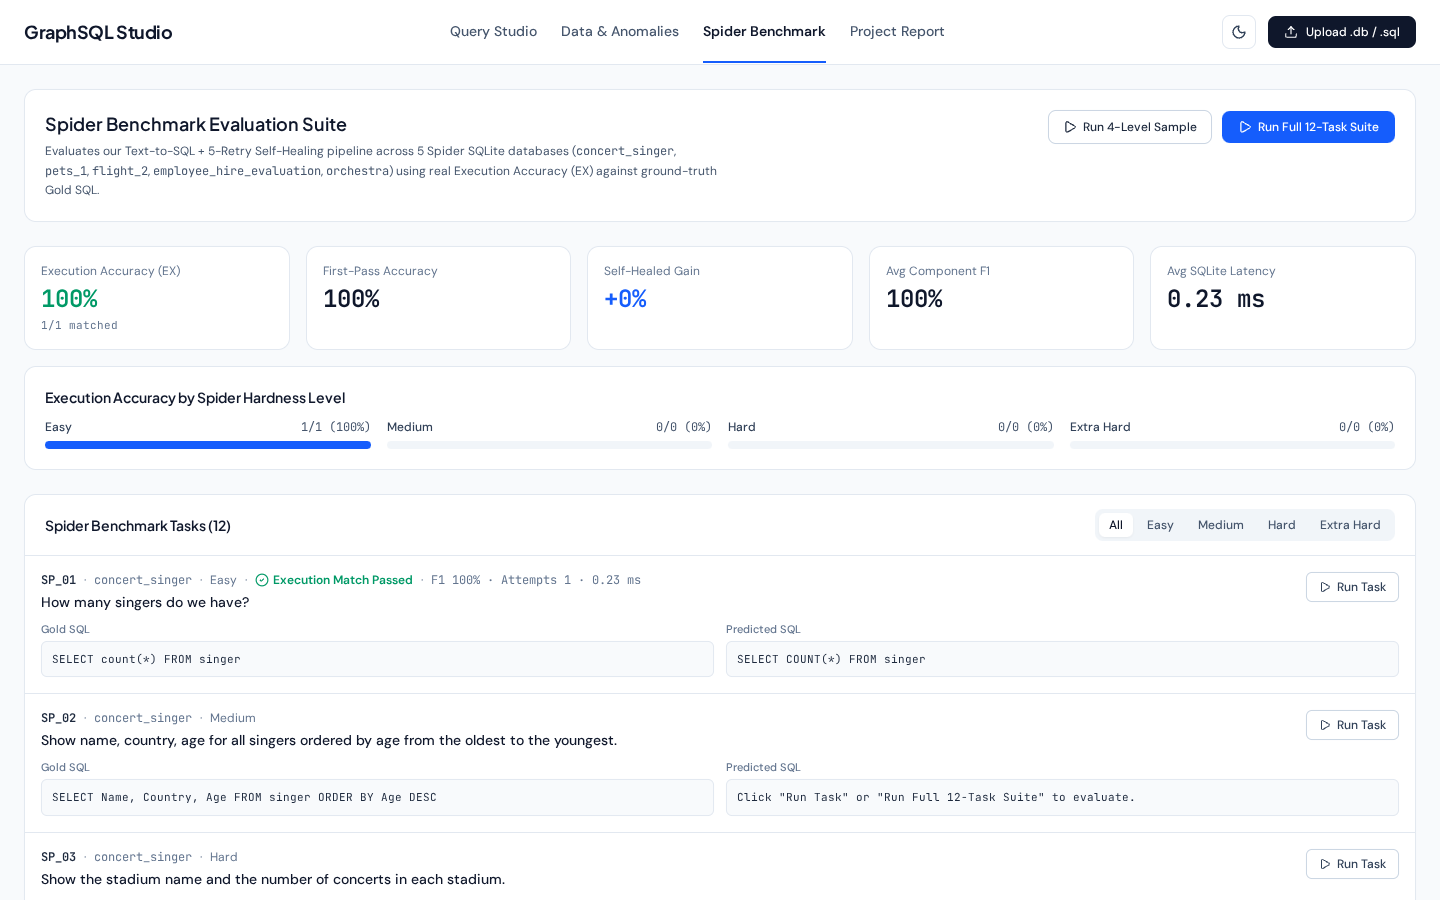 GraphSQL Studio
Query Studio
Data & Anomalies
Spider Benchmark
Project Report
Upload .db / .sql
Spider Benchmark Evaluation Suite
Evaluates our Text-to-SQL + 5-Retry Self-Healing pipeline across 5 Spider SQLite databases (concert_singer,
pets_1, flight_2, employee_hire_evaluation, orchestra) using real Execution Accuracy (EX) against ground-truth
Gold SQL.
Run 4-Level Sample
Run Full 12-Task Suite
Execution Accuracy (EX)
100%
1/1 matched
First-Pass Accuracy
100%
Self-Healed Gain
+0%
Avg Component F1
100%
Avg SQLite Latency
0.23 ms
Execution Accuracy by Spider Hardness Level
Easy 1/1 (100%)
Medium 0/0 (0%)
Hard 0/0 (0%)
Extra Hard 0/0 (0%)
Spider Benchmark Tasks (12)
All
Easy
Medium
Hard
Extra Hard
SP_01 · concert_singer · Easy · Execution Match Passed · F1 100% · Attempts 1 · 0.23 ms
Run Task
How many singers do we have?
Gold SQL
SELECT count(*) FROM singer
Predicted SQL
SELECT COUNT(*) FROM singer
SP_02 · concert_singer · Medium
Run Task
Show name, country, age for all singers ordered by age from the oldest to the youngest.
Gold SQL
SELECT Name, Country, Age FROM singer ORDER BY Age DESC
Predicted SQL
Click "Run Task" or "Run Full 12-Task Suite" to evaluate.
SP_03 · concert_singer · Hard
Run Task
Show the stadium name and the number of concerts in each stadium.